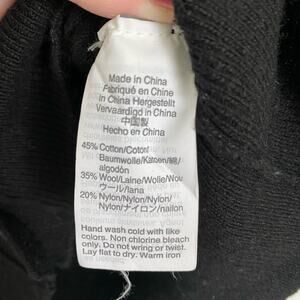 Made in China
Fabriqué en Chine
in China Hergestellt
Vervaardigd in China
中国製
Hecho en China
45% Cotton/Coton/
Baumwolle/Katoen/綿/
algodón
35% Wool/Laine/Wolle/Wou
ウール/lana
20% Nylon/Nylon/Nylon/
Nylon/ナイロン/nailon
Hand wash cold with like
colors. Non chlorine bleach
only. Do not wring or twist.
Lay flat to dry. Warm iron